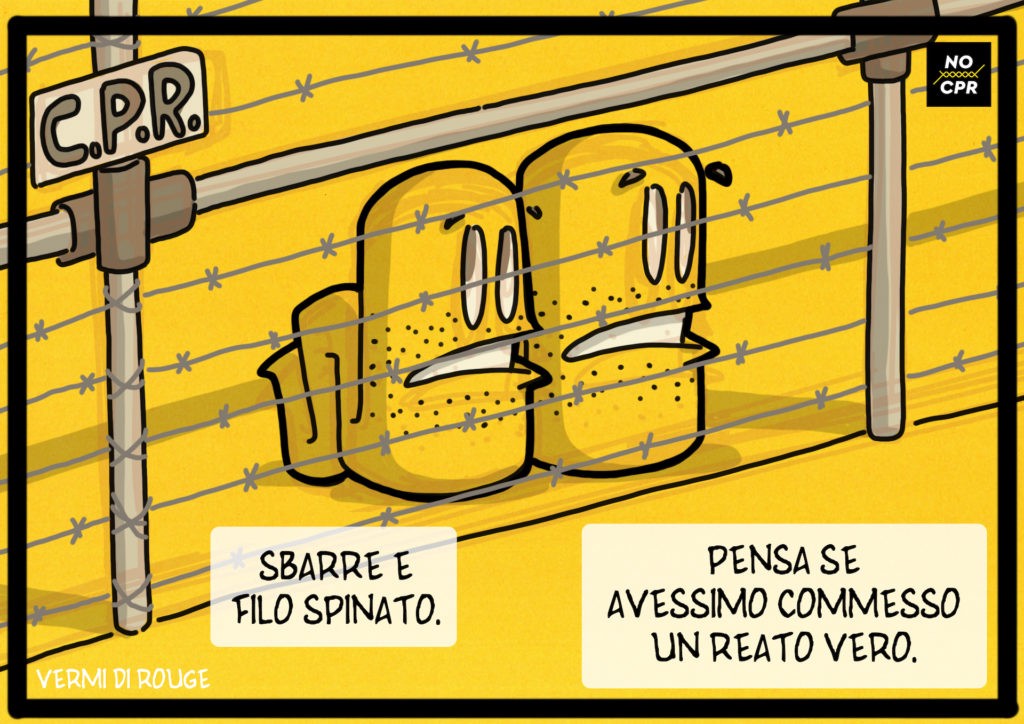 C.P.R.
NO
CPR
SBARRE E
FILO SPINATO.
PENSA SE
AVESSIMO COMMESSO
UN REATO VERO.
VERMI DI ROUGE